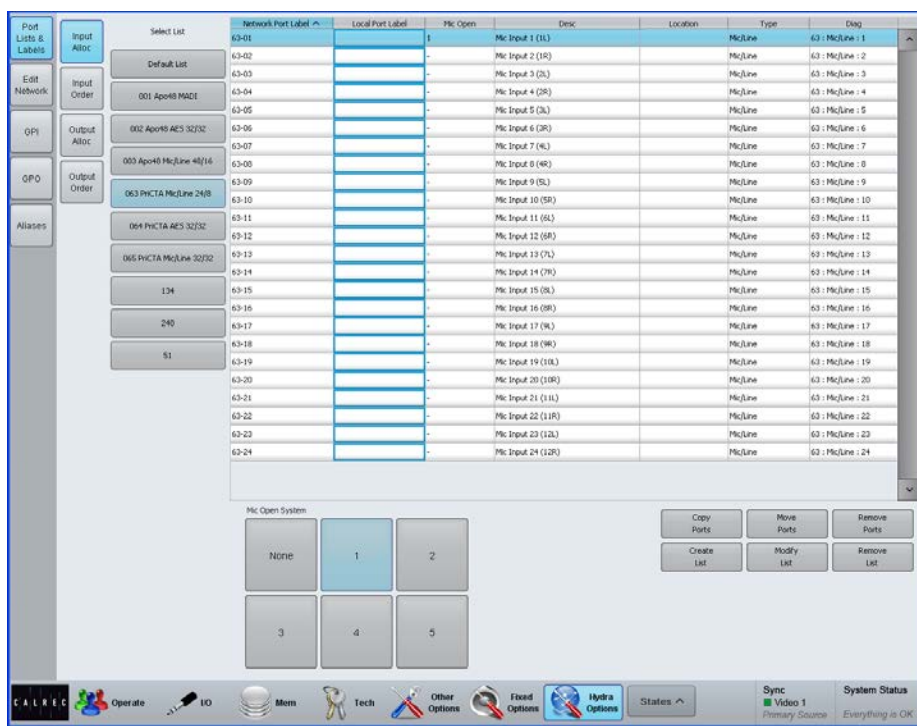 Port Lists & Labels
Edit Network
GPI
GPO
Aliases
Input Alloc
Input Order
Output Alloc
Output Order
Select List
Default List
001 Apo48 MADI
002 Apo48 AES 32/32
003 Apo48 Mic/Line 48/16
063 PriCTA Mic/Line 24/8
064 PriCTA AES 32/32
065 PriCTA Mic/Line 32/32
134
240
51
Network Port Label Local Port Label Mic Open Desc Location Type Diag
63-01 1 Mic Input 1 (1L) Mic/Line 63 : Mic/Line : 1
63-02 - Mic Input 2 (1R) Mic/Line 63 : Mic/Line : 2
63-03 - Mic Input 3 (2L) Mic/Line 63 : Mic/Line : 3
63-04 - Mic Input 4 (2R) Mic/Line 63 : Mic/Line : 4
63-05 - Mic Input 5 (3L) Mic/Line 63 : Mic/Line : 5
63-06 - Mic Input 6 (3R) Mic/Line 63 : Mic/Line : 6
63-07 - Mic Input 7 (4L) Mic/Line 63 : Mic/Line : 7
63-08 - Mic Input 8 (4R) Mic/Line 63 : Mic/Line : 8
63-09 - Mic Input 9 (5L) Mic/Line 63 : Mic/Line : 9
63-10 - Mic Input 10 (5R) Mic/Line 63 : Mic/Line : 10
63-11 - Mic Input 11 (6L) Mic/Line 63 : Mic/Line : 11
63-12 - Mic Input 12 (6R) Mic/Line 63 : Mic/Line : 12
63-13 - Mic Input 13 (7L) Mic/Line 63 : Mic/Line : 13
63-14 - Mic Input 14 (7R) Mic/Line 63 : Mic/Line : 14
63-15 - Mic Input 15 (8L) Mic/Line 63 : Mic/Line : 15
63-16 - Mic Input 16 (8R) Mic/Line 63 : Mic/Line : 16
63-17 - Mic Input 17 (9L) Mic/Line 63 : Mic/Line : 17
63-18 - Mic Input 18 (9R) Mic/Line 63 : Mic/Line : 18
63-19 - Mic Input 19 (10L) Mic/Line 63 : Mic/Line : 19
63-20 - Mic Input 20 (10R) Mic/Line 63 : Mic/Line : 20
63-21 - Mic Input 21 (11L) Mic/Line 63 : Mic/Line : 21
63-22 - Mic Input 22 (11R) Mic/Line 63 : Mic/Line : 22
63-23 - Mic Input 23 (12L) Mic/Line 63 : Mic/Line : 23
63-24 - Mic Input 24 (12R) Mic/Line 63 : Mic/Line : 24
Mic Open System
None 1 2
3 4 5
Copy Ports
Move Ports
Remove Ports
Create List
Modify List
Remove List
CALREC
Operate
I/O
Mem
Tech
Other Options
Fixed Options
Hydra Options
States
Sync
Video 1
Primary Source
System Status
Everything is OK